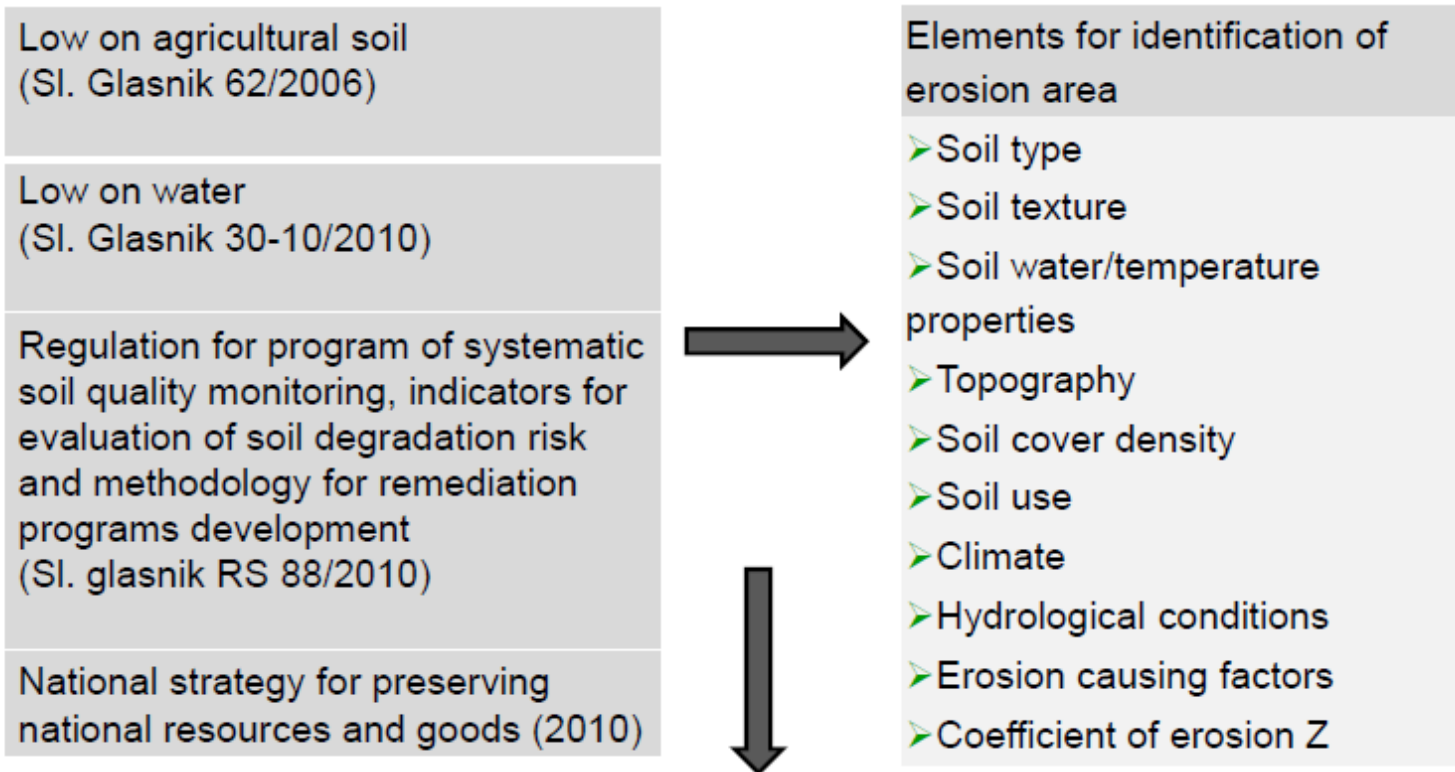 Low on agricultural soil
(Sl. Glasnik 62/2006)
Low on water
(Sl. Glasnik 30-10/2010)
Regulation for program of systematic
soil quality monitoring, indicators for
evaluation of soil degradation risk
and methodology for remediation
programs development
(Sl. glasnik RS 88/2010)
National strategy for preserving
national resources and goods (2010)
Elements for identification of
erosion area
➢Soil type
➢Soil texture
➢Soil water/temperature
properties
➢Topography
➢Soil cover density
➢Soil use
➢Climate
➢Hydrological conditions
➢Erosion causing factors
➢Coefficient of erosion Z